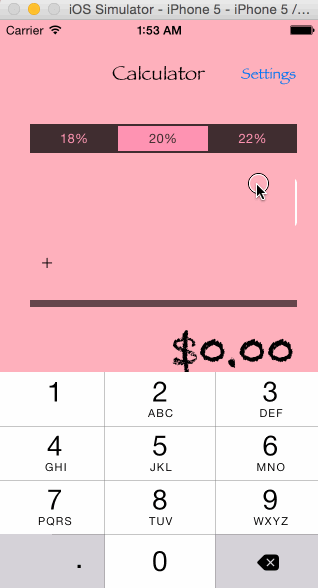 iOS Simulator - iPhone 5 - iPhone 5 /...
Carrier 1:53 AM
Calculator Settings
18% 20% 22%
+
$0.00
1 2 3
ABC DEF
4 5 6
GHI JKL MNO
7 8 9
PQRS TUV WXYZ
. 0